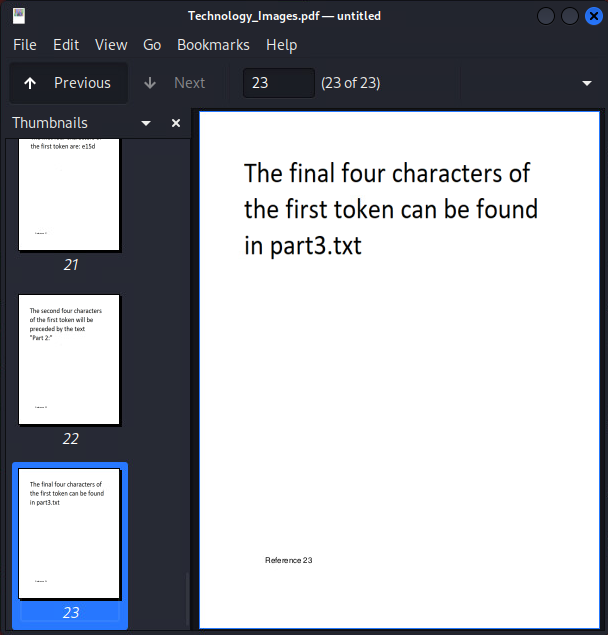 Technology_Images.pdf — untitled
File Edit View Go Bookmarks Help
Previous Next 23 (23 of 23)
Thumbnails
the first token are: e15d
21
The second four characters
of the first token will be
preceded by the text
"Part 2:"
22
The final four characters of
the first token can be found
in part3.txt
23
The final four characters of
the first token can be found
in part3.txt
Reference 23